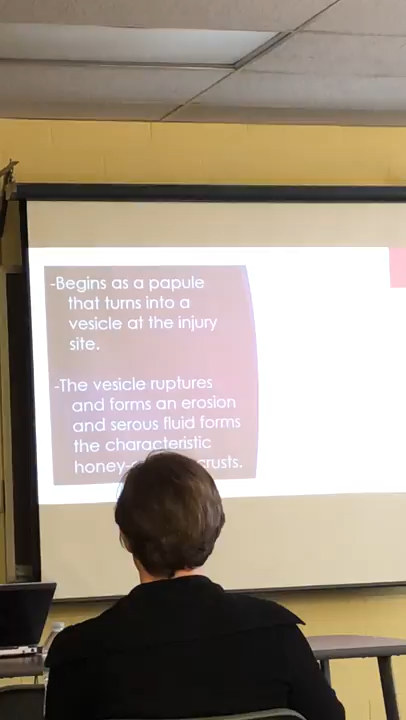 -Begins as a papule
that turns into a
vesicle at the injury
site.
-The vesicle ruptures
and forms an erosion
and serous fluid forms
the characteristic
honey- crusts.